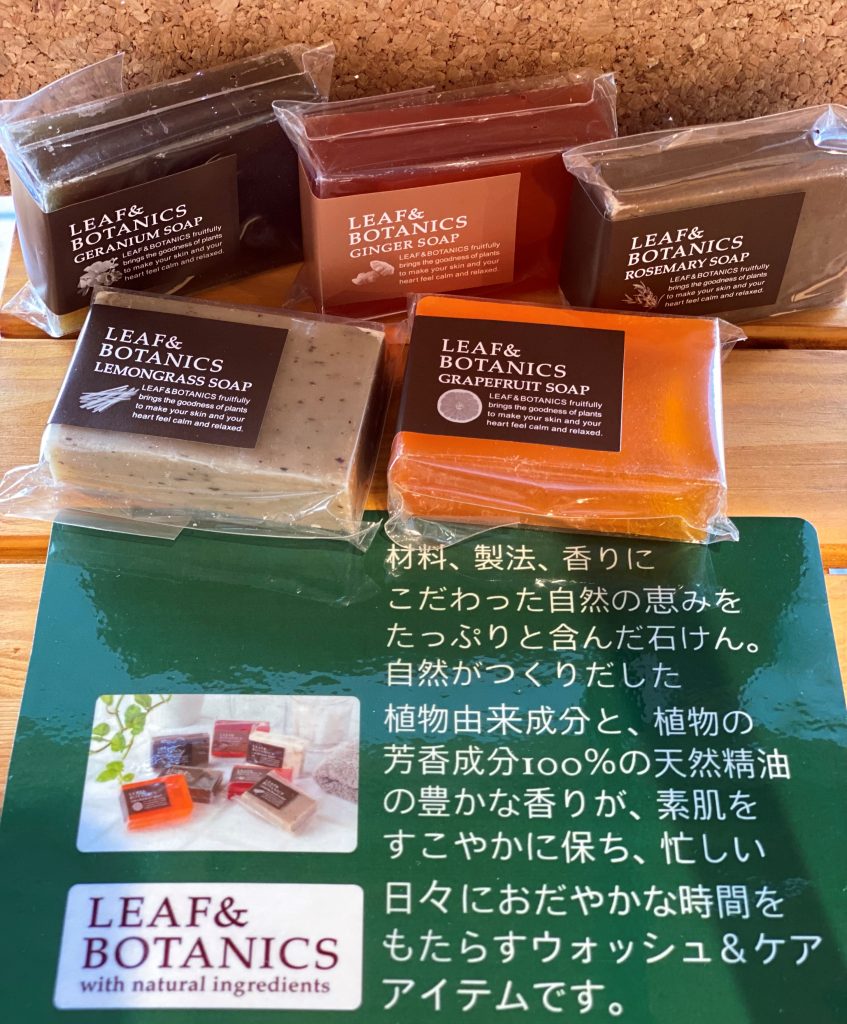 LEAF&
BOTANICS
GERANIUM SOAP
LEAF&BOTANICS fruitfully
brings the goodness of plants
to make your skin and your
heart feel calm and relaxed.
LEAF&
BOTANICS
GINGER SOAP
LEAF&BOTANICS fruitfully
brings the goodness of plants
to make your skin and your
heart feel calm and relaxed.
LEAF&
BOTANICS
ROSEMARY SOAP
LEAF&BOTANICS fruitfully
brings the goodness of plants
to make your skin and your
heart feel calm and relaxed.
LEAF&
BOTANICS
LEMONGRASS SOAP
LEAF&BOTANICS fruitfully
brings the goodness of plants
to make your skin and your
heart feel calm and relaxed.
LEAF&
BOTANICS
GRAPEFRUIT SOAP
LEAF&BOTANICS fruitfully
brings the goodness of plants
to make your skin and your
heart feel calm and relaxed.
材料、製法、香りに
こだわった自然の恵みを
たっぷりと含んだ石けん。
自然がつくりだした
植物由来成分と、植物の
芳香成分100%の天然精油
の豊かな香りが、素肌を
すこやかに保ち、忙しい
日々におだやかな時間を
もたらすウォッシュ&ケア
アイテムです。
LEAF&
BOTANICS
with natural ingredients